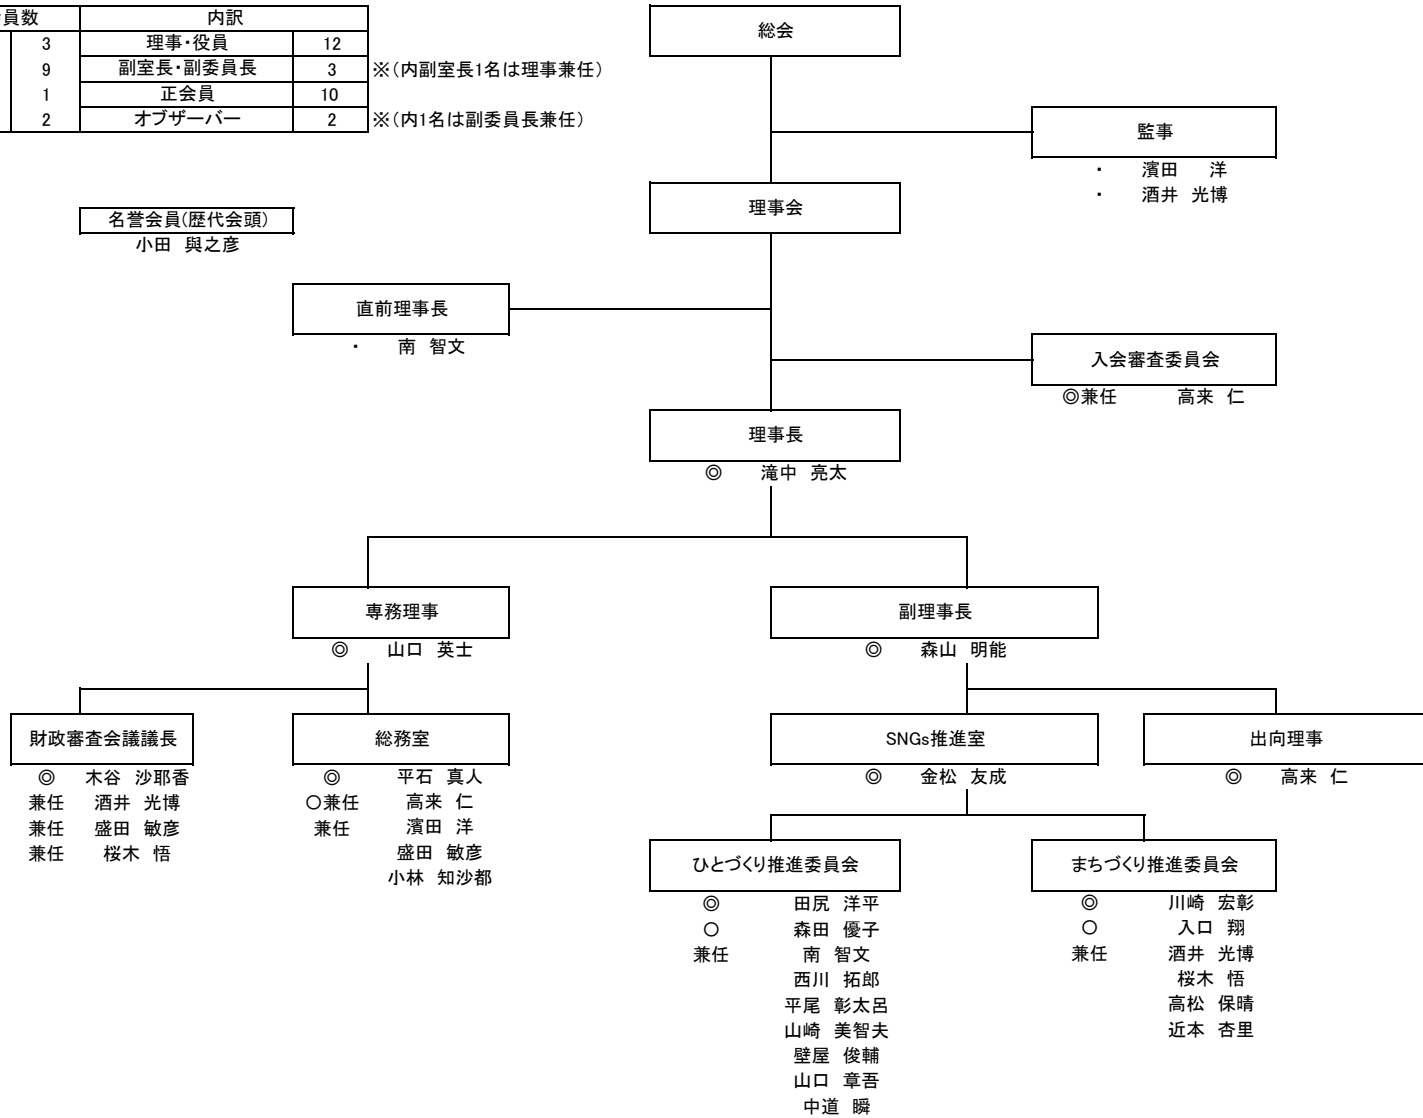 員数 内訳
3 理事・役員 12
9 副室長・副委員長 3 ※（内副室長1名は理事兼任）
1 正会員 10
2 オブザーバー 2 ※（内1名は副委員長兼任）
総会
監事
・ 濱田 洋
・ 酒井 光博
理事会
名誉会員(歴代会頭)
小田 與之彦
直前理事長
・ 南 智文
入会審査委員会
◎兼任 高来 仁
理事長
◎ 滝中 亮太
専務理事
◎ 山口 英士
副理事長
◎ 森山 明能
財政審査会議議長
◎ 木谷 沙耶香
兼任 酒井 光博
兼任 盛田 敏彦
兼任 桜木 悟
総務室
◎ 平石 真人
○兼任 高来 仁
兼任 濱田 洋
盛田 敏彦
小林 知沙都
SNGs推進室
◎ 金松 友成
出向理事
◎ 高来 仁
ひとづくり推進委員会
◎ 田尻 洋平
○ 森田 優子
兼任 南 智文
西川 拓郎
平尾 彰太呂
山崎 美智夫
壁屋 俊輔
山口 章吾
中道 瞬
まちづくり推進委員会
◎ 川崎 宏彰
○ 入口 翔
兼任 酒井 光博
桜木 悟
高松 保晴
近本 杏里